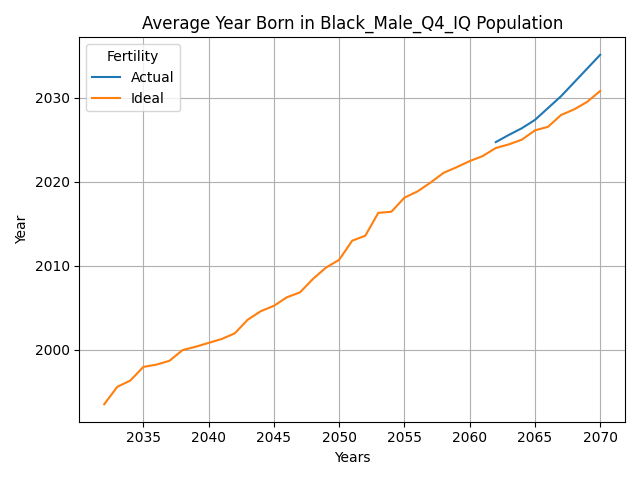 Average Year Born in Black_Male_Q4_IQ Population
Fertility
Actual
Ideal
Year
2030
2020
2010
2000
2035 2040 2045 2050 2055 2060 2065 2070
Years